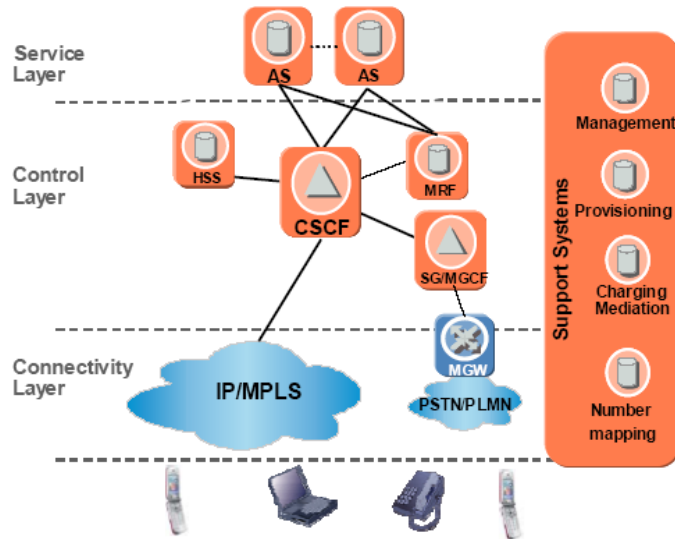 Service
Layer
AS
AS
Control
Layer
HSS
CSCF
MRF
SG/MGCF
Connectivity
Layer
IP/MPLS
MGW
PSTN/PLMN
Support Systems
Management
Provisioning
Charging
Mediation
Number
mapping